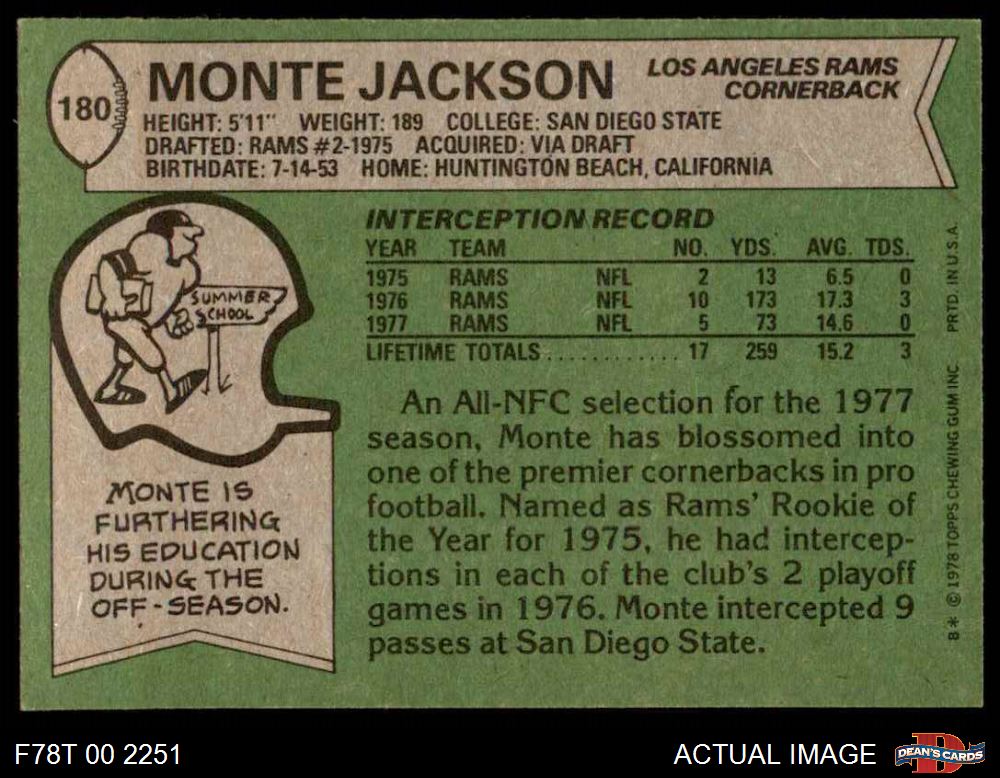 180
MONTE JACKSON
LOS ANGELES RAMS
CORNERBACK
HEIGHT: 5'11" WEIGHT: 189 COLLEGE: SAN DIEGO STATE
DRAFTED: RAMS #2-1975 ACQUIRED: VIA DRAFT
BIRTHDATE: 7-14-53 HOME: HUNTINGTON BEACH, CALIFORNIA
SUMMER
SCHOOL
MONTE IS
FURTHERING
HIS EDUCATION
DURING THE
OFF-SEASON.
INTERCEPTION RECORD
YEAR TEAM NO. YDS. AVG. TDS.
1975 RAMS NFL 2 13 6.5 0
1976 RAMS NFL 10 173 17.3 3
1977 RAMS NFL 5 73 14.6 0
LIFETIME TOTALS............ 17 259 15.2 3
An All-NFC selection for the 1977
season, Monte has blossomed into
one of the premier cornerbacks in pro
football. Named as Rams' Rookie of
the Year for 1975, he had intercep-
tions in each of the club's 2 playoff
games in 1976. Monte intercepted 9
passes at San Diego State.
8* © 1978 TOPPS CHEWING GUM INC PRTD. IN U.S.A.
F78T 00 2251
ACTUAL IMAGE
DEAN'S CARDS